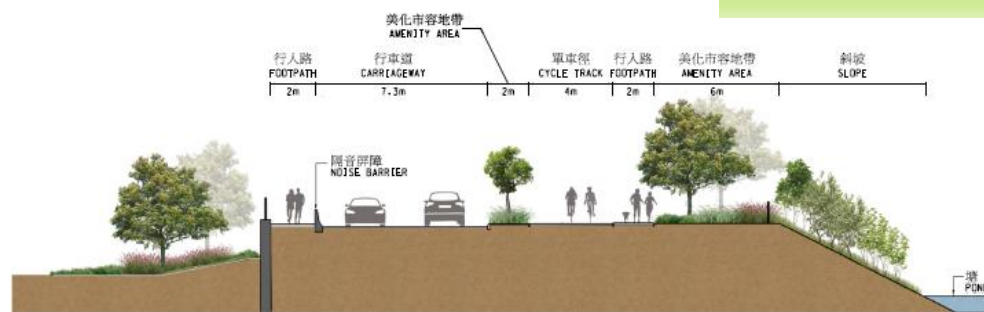 美化市容地帶
AMENITY AREA
行人路
FOOTPATH
2m
行車道
CARRIAGEWAY
7.3m
2m
單車徑
CYCLE TRACK
4m
行人路
FOOTPATH
2m
美化市容地帶
AMENITY AREA
6m
斜坡
SLOPE
隔音屏障
NOISE BARRIER
塘
POND